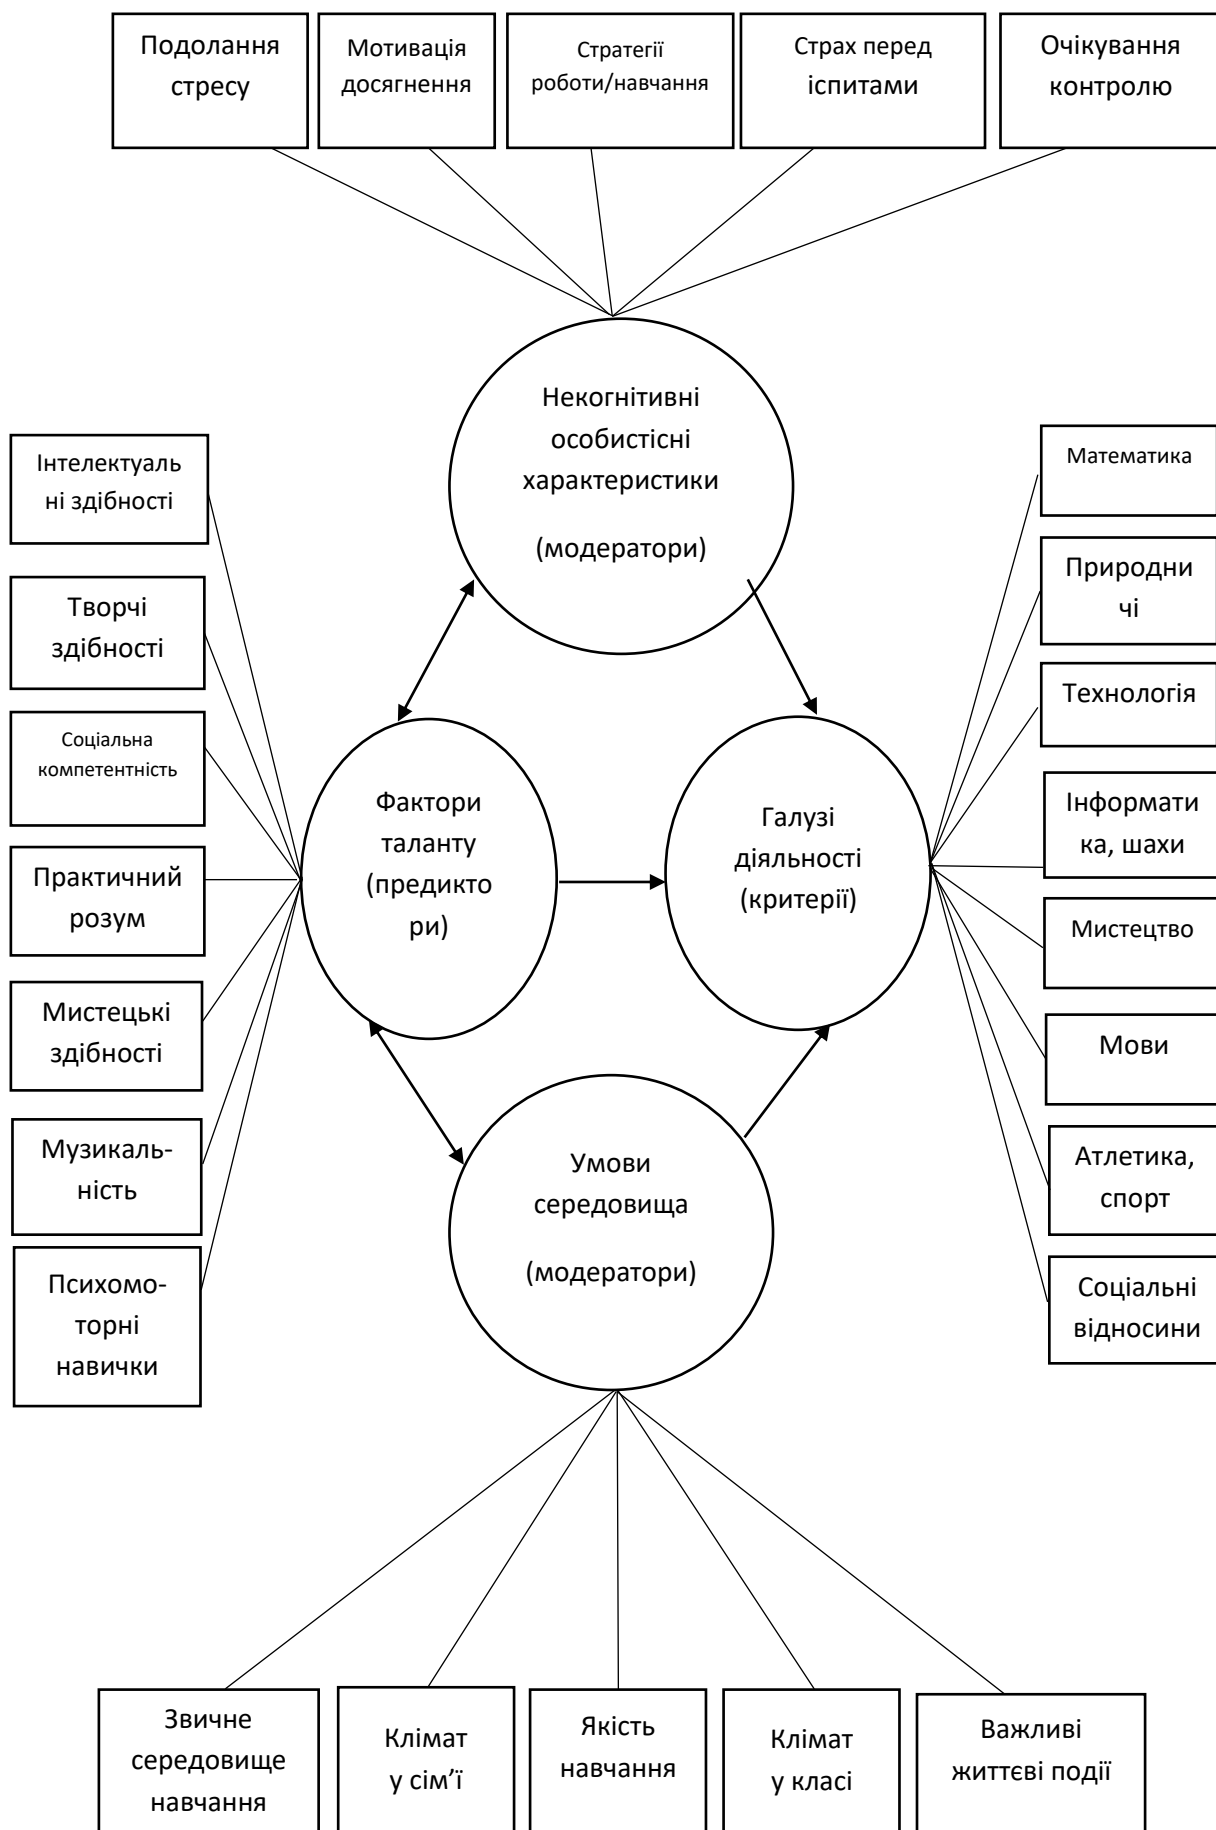 Подолання
стресу
Мотивація
досягнення
Стратегії
роботи/навчання
Страх перед
іспитами
Очікування
контролю
Некогнітивні
особистісні
характеристики
(модератори)
Інтелектуаль
ні здібності
Творчі
здібності
Соціальна
компетентність
Практичний
розум
Мистецькі
здібності
Музикаль-
ність
Психомо-
торні
навички
Фактори
таланту
(предикто
ри)
Галузі
діяльності
(критерії)
Математика
Природни
чі
Технологія
Інформати
ка, шахи
Мистецтво
Мови
Атлетика,
спорт
Соціальні
відносини
Умови
середовища
(модератори)
Звичне
середовище
навчання
Клімат
у сім’ї
Якість
навчання
Клімат
у класі
Важливі
життєві події